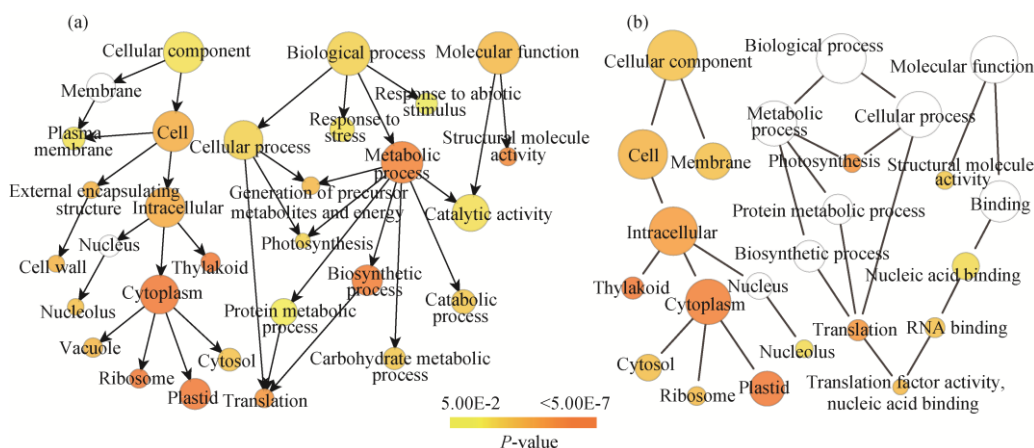 (a)
Cellular component
Biological process
Molecular function
Membrane
Response to abiotic
stimulus
Plasma
membrane
Cell
Response to
stress
Cellular process
Structural molecule
activity
Metabolic
process
External encapsulating
structure
Generation of precursor
metabolites and energy
Intracellular
Catalytic activity
Nucleus
Photosynthesis
Cell wall
Thylakoid
Biosynthetic
process
Nucleolus
Cytoplasm
Protein metabolic
process
Catabolic
process
Vacuole
Cytosol
Carbohydrate metabolic
process
Ribosome
Plastid
Translation
(b)
Cellular component
Biological process
Molecular function
Metabolic
process
Cellular process
Cell
Membrane
Photosynthesis
Structural molecule
activity
Protein metabolic process
Binding
Intracellular
Biosynthetic process
Thylakoid
Nucleus
Nucleic acid binding
Cytoplasm
Translation
RNA binding
Cytosol
Nucleolus
Ribosome
Plastid
Translation factor activity,
nucleic acid binding
5.00E-2
<5.00E-7
P-value